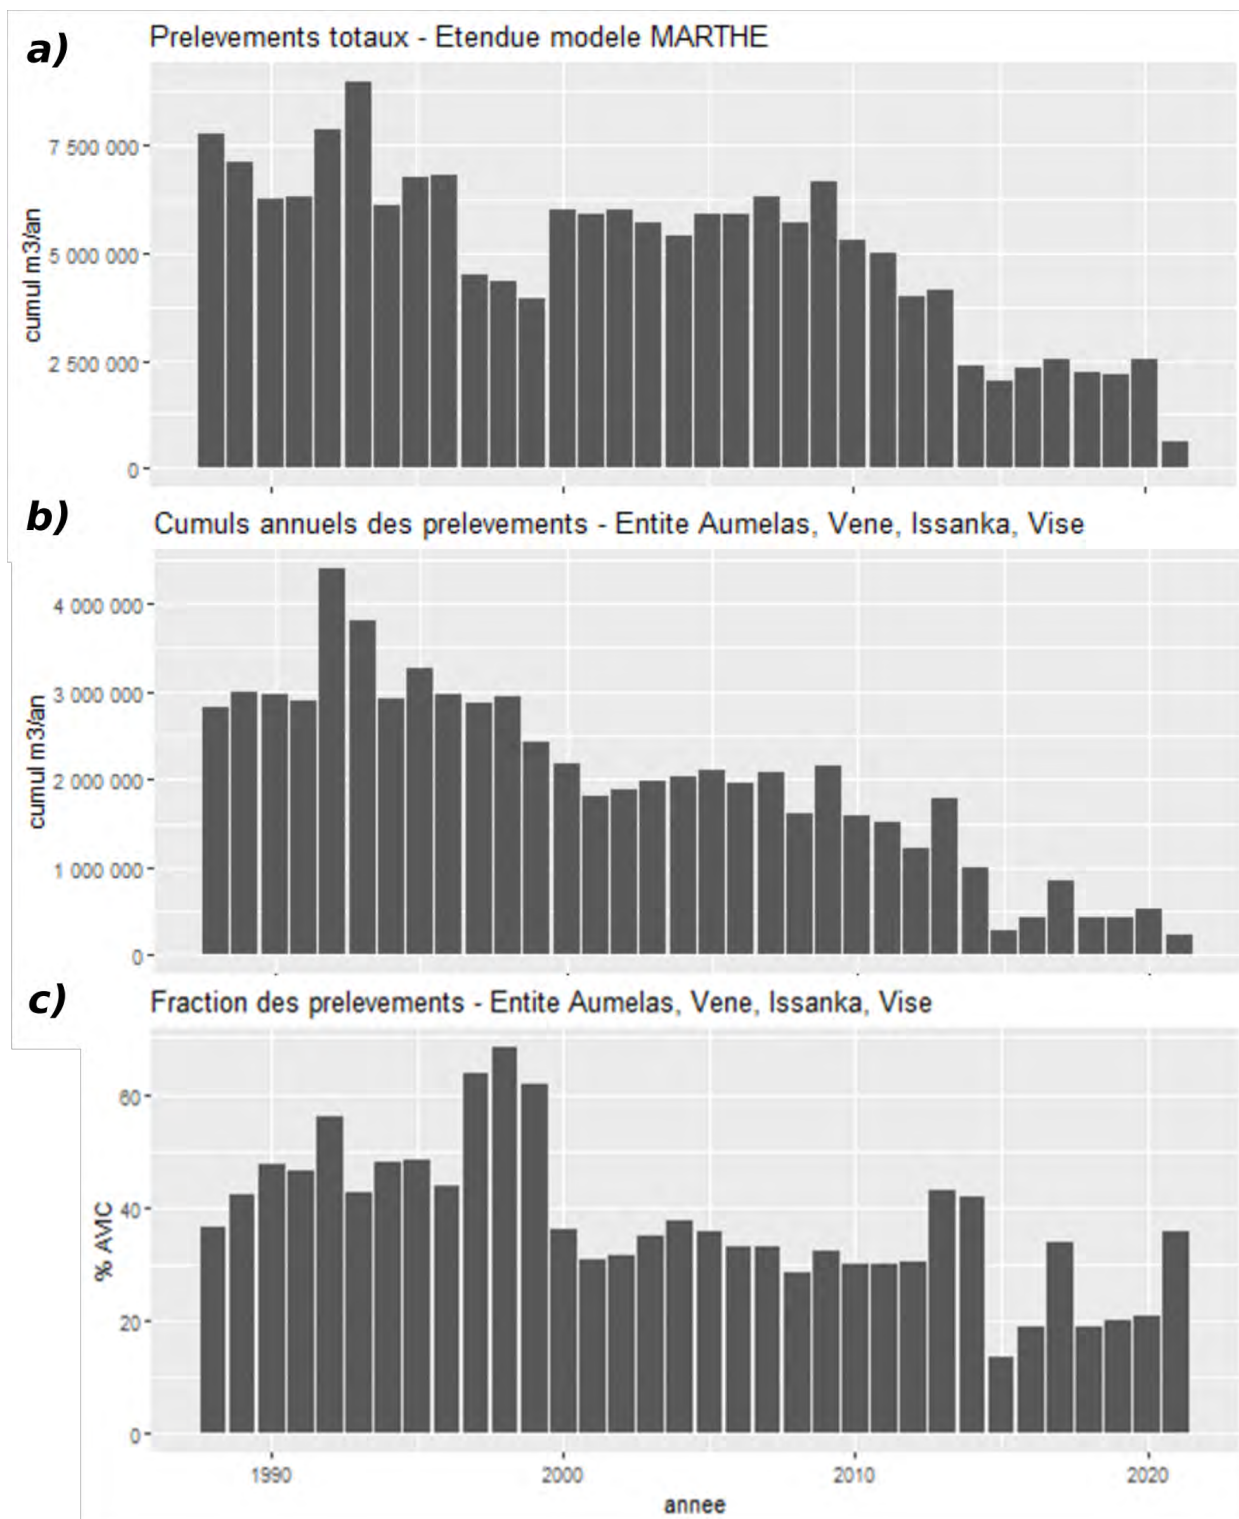 a)
Prelevements totaux - Etendue modele MARTHE
7 500 000
5 000 000
2 500 000
0
cumul m3/an
b)
Cumuls annuels des prelevements - Entite Aumelas, Vene, Issanka, Vise
4 000 000
3 000 000
2 000 000
1 000 000
0
cumul m3/an
c)
Fraction des prelevements - Entite Aumelas, Vene, Issanka, Vise
60
40
20
0
% AVIC
1990
2000
2010
2020
annee